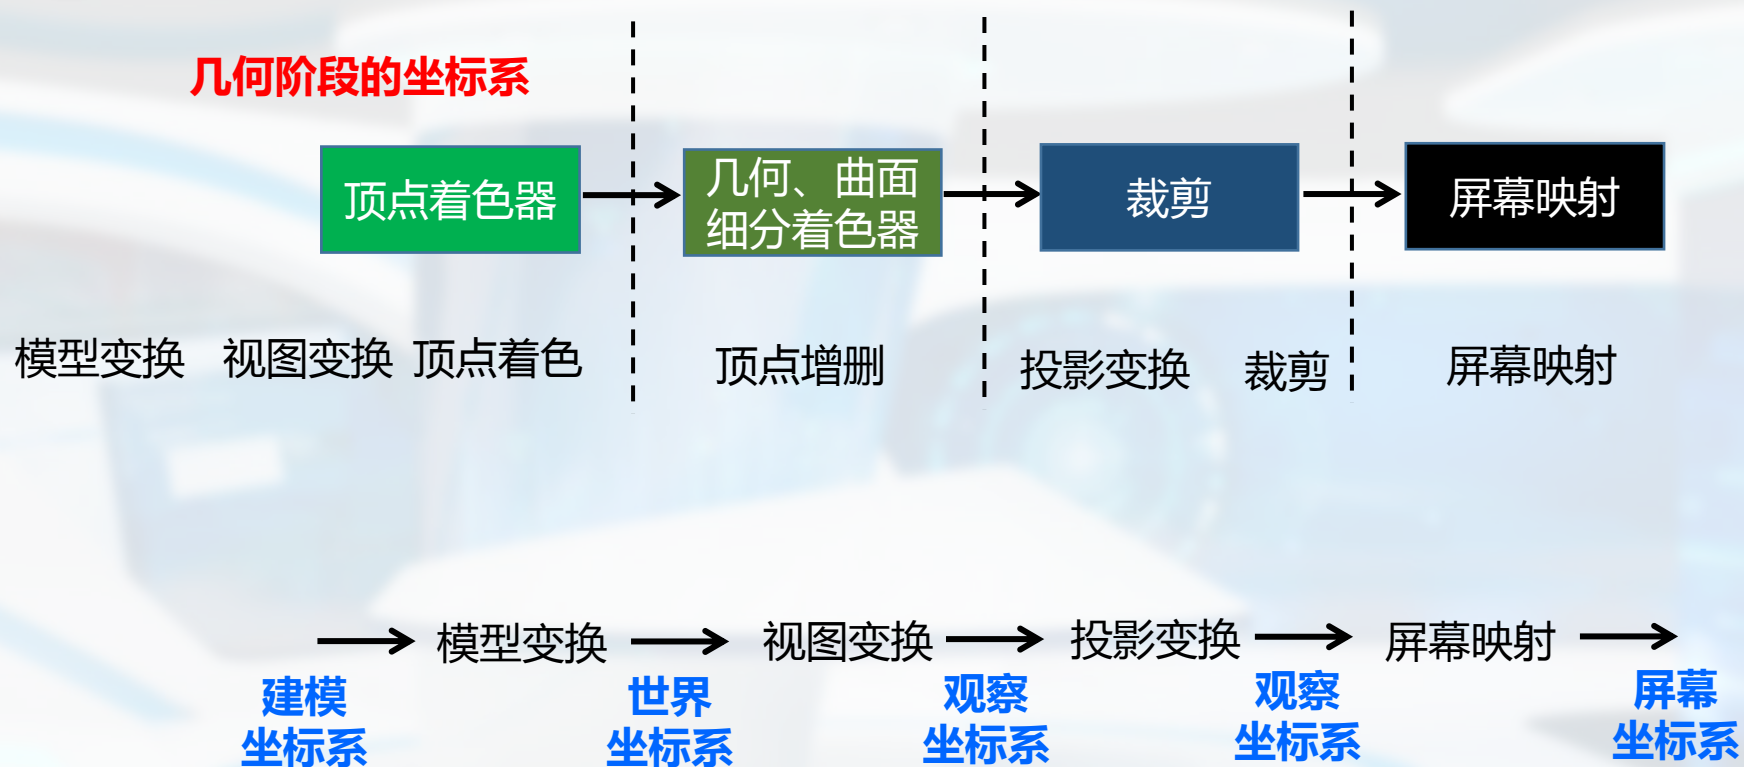 几何阶段的坐标系
顶点着色器
几何、曲面
细分着色器
裁剪
屏幕映射
模型变换
视图变换
顶点着色
顶点增删
投影变换
裁剪
屏幕映射
模型变换
视图变换
投影变换
屏幕映射
建模
坐标系
世界
坐标系
观察
坐标系
观察
坐标系
屏幕
坐标系